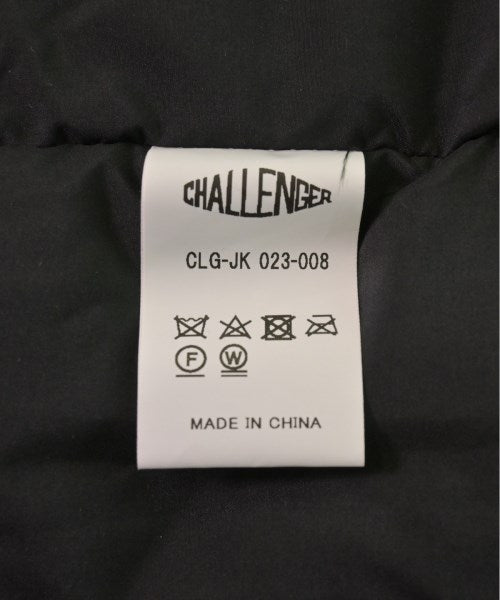 CHALLENGER
CLG-JK 023-008
F W
MADE IN CHINA